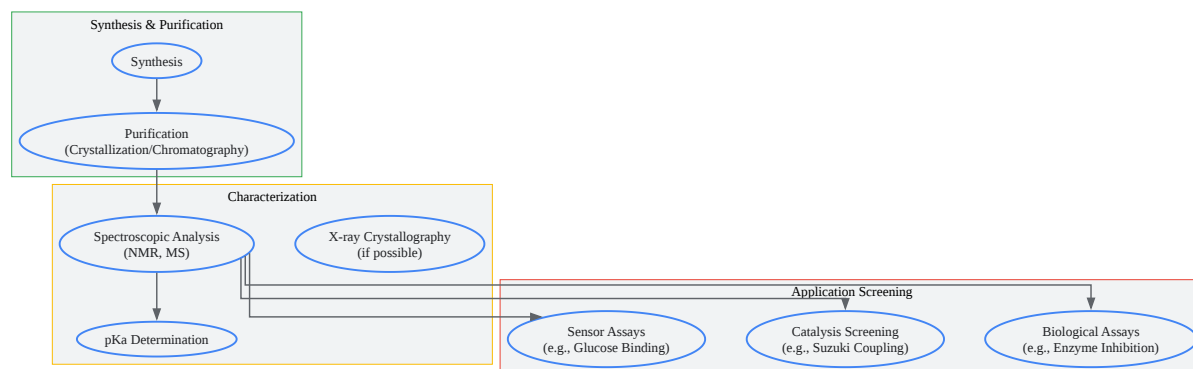 Synthesis & Purification
Synthesis
Purification
(Crystallization/Chromatography)
Characterization
Spectroscopic Analysis
(NMR, MS)
X-ray Crystallography
(if possible)
pKa Determination
Application Screening
Sensor Assays
(e.g., Glucose Binding)
Catalysis Screening
(e.g., Suzuki Coupling)
Biological Assays
(e.g., Enzyme Inhibition)